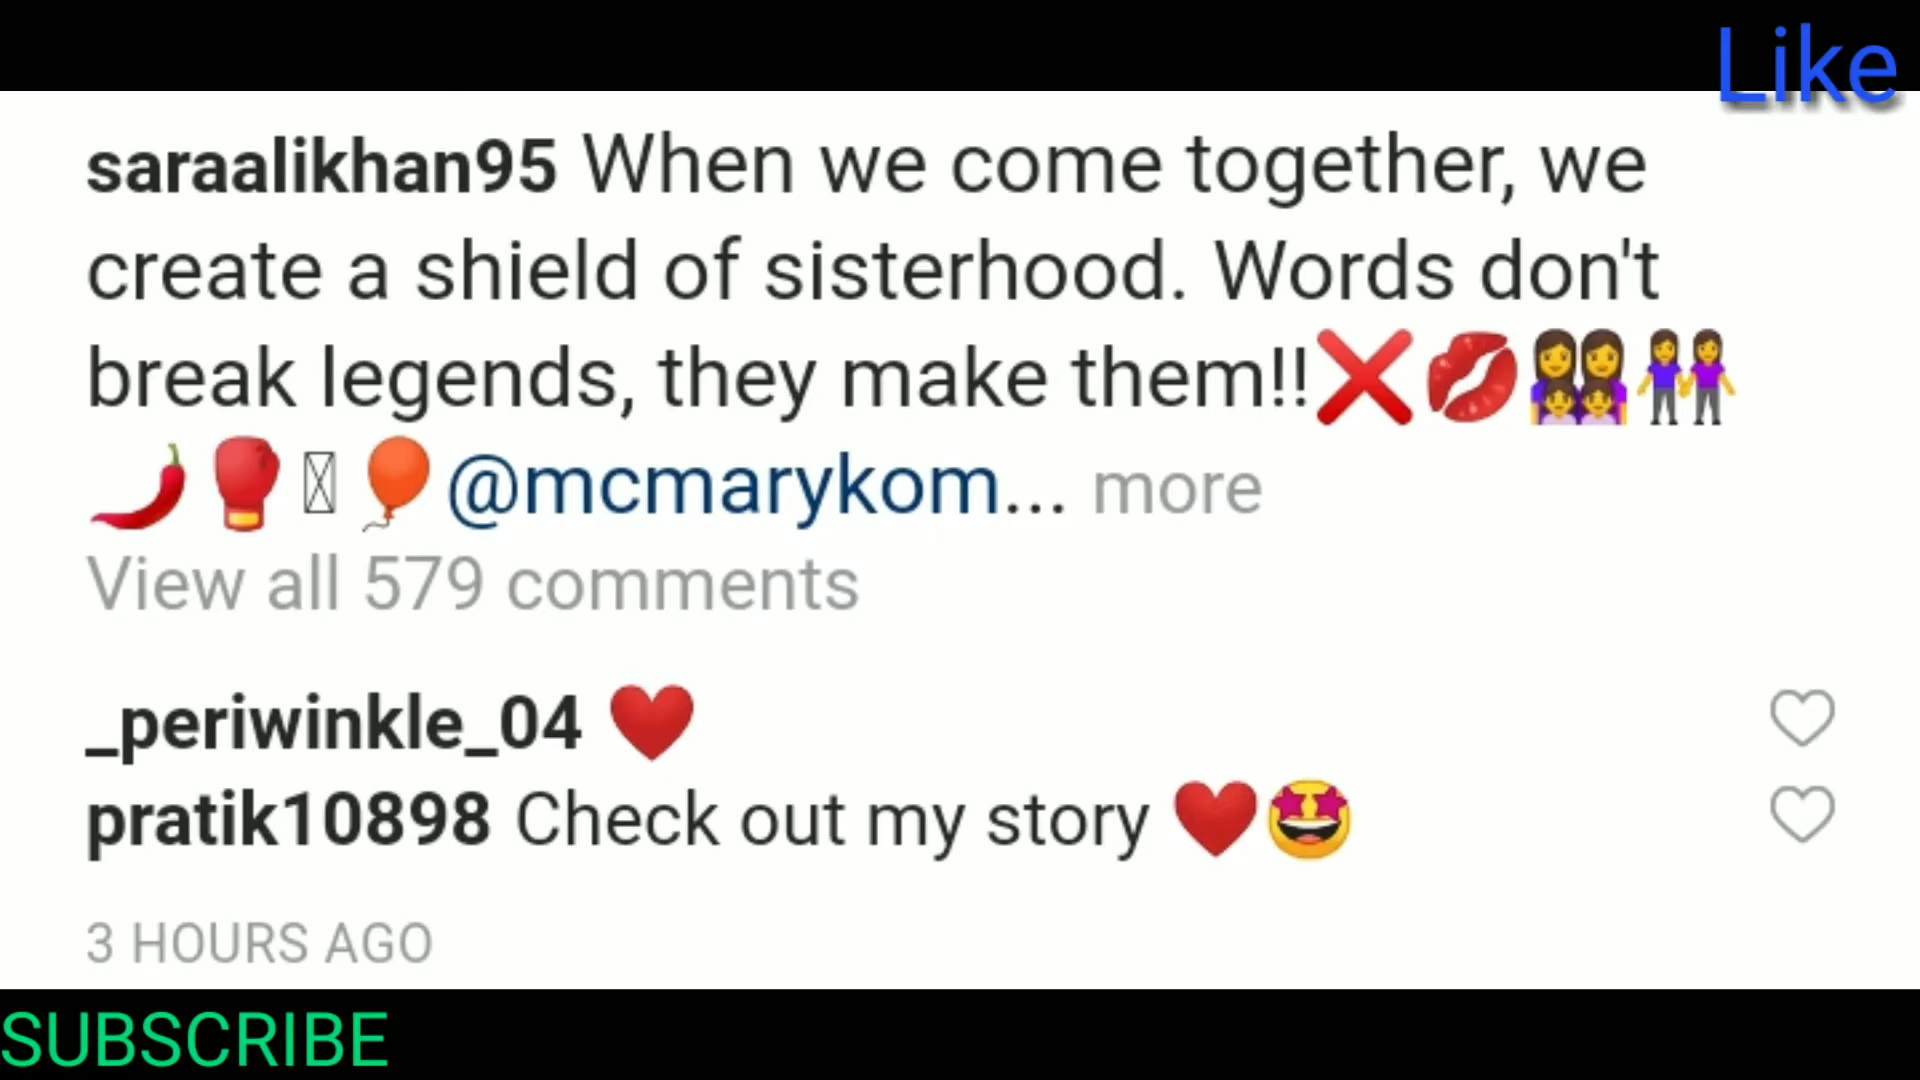 Like
saraalikhan95 When we come together, we
create a shield of sisterhood. Words don't
break legends, they make them!!❌💋👩‍👩‍👧‍👧👭
🌶️🥊🎈@mcmarykom... more
View all 579 comments
_periwinkle_04 ❤️
pratik10898 Check out my story ❤️🤩
3 HOURS AGO
SUBSCRIBE